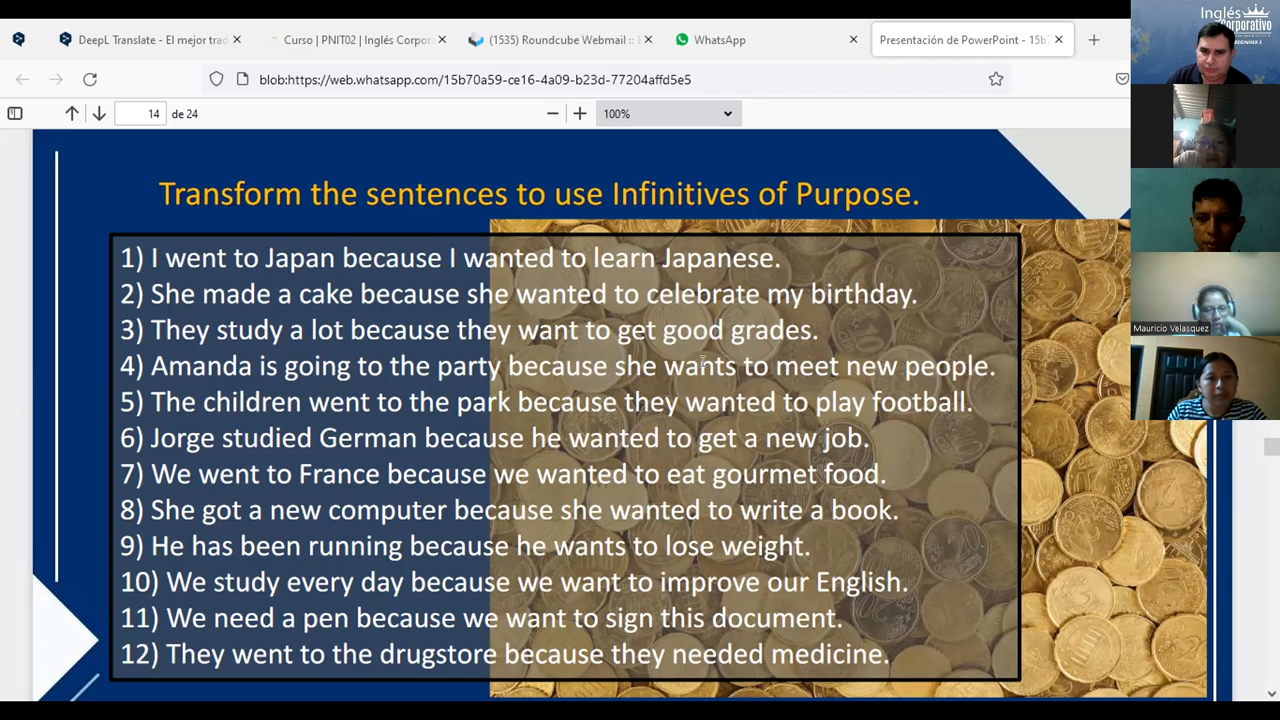 DeepL Translate - El mejor trad
Curso | PNIT02 | Inglés Corpora
(1535) Roundcube Webmail ::
WhatsApp
Presentación de PowerPoint - 15b7
Inglés
Corporativo
BEGINNER 2
blob:https://web.whatsapp.com/15b70a59-ce16-4a09-b23d-77204affd5e5
14 de 24
100%
Transform the sentences to use Infinitives of Purpose.
1) I went to Japan because I wanted to learn Japanese.
2) She made a cake because she wanted to celebrate my birthday.
3) They study a lot because they want to get good grades.
4) Amanda is going to the party because she wants to meet new people.
5) The children went to the park because they wanted to play football.
6) Jorge studied German because he wanted to get a new job.
7) We went to France because we wanted to eat gourmet food.
8) She got a new computer because she wanted to write a book.
9) He has been running because he wants to lose weight.
10) We study every day because we want to improve our English.
11) We need a pen because we want to sign this document.
12) They went to the drugstore because they needed medicine.
Mauricio Velasquez